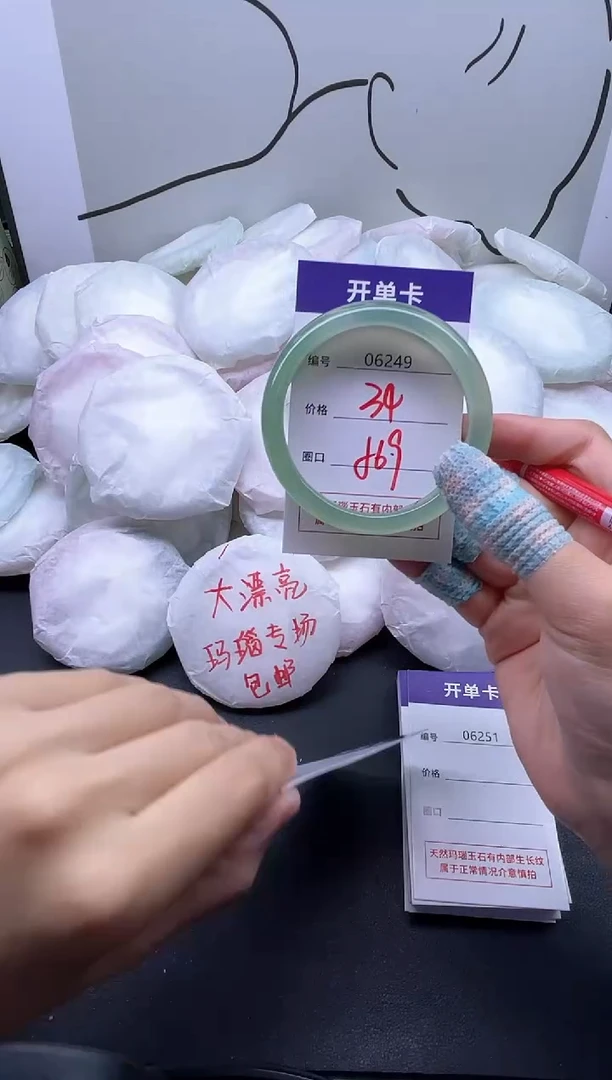 开单卡
编号 06249
价格 34
圈口
大漂亮
玛瑙专场
包邮
开单卡
编号 06251
价格
圈口
天然玛瑙玉石有内部生长纹
属于正常情况介意慎拍